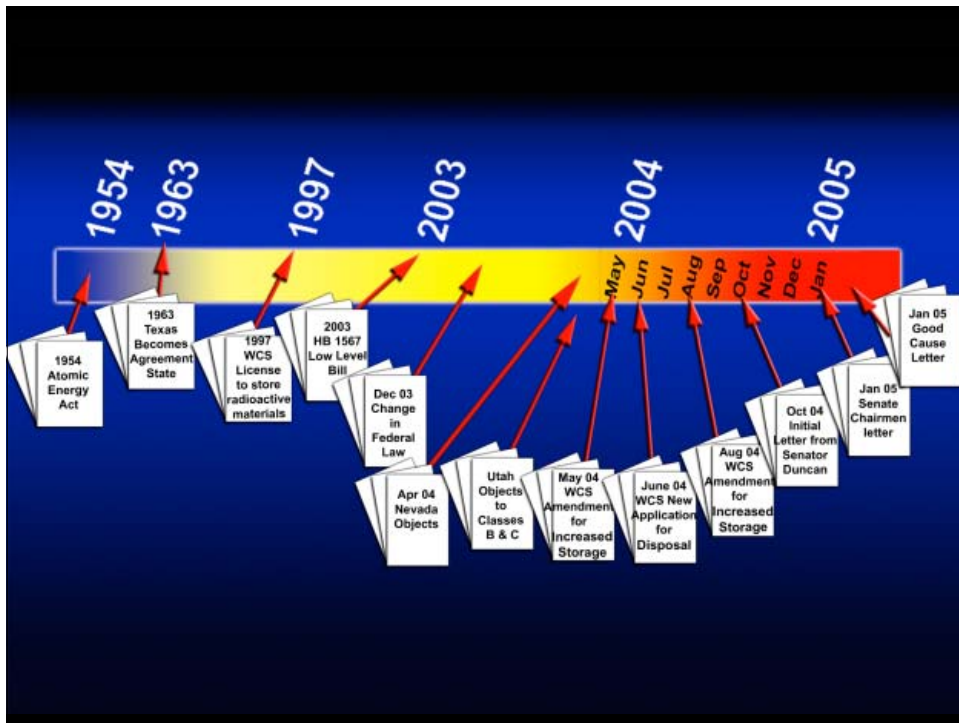 1954
1963
1997
2003
2004
2005
May
Jun
Jul
Aug
Sep
Oct
Nov
Dec
Jan
1954
Atomic
Energy
Act
1963
Texas
Becomes
Agreement
State
1997
WCS
License
to store
radioactive
materials
2003
HB 1567
Low Level
Bill
Dec 03
Change
in
Federal
Law
Apr 04
Nevada
Objects
Utah
Objects
to
Classes
B & C
May 04
WCS
Amendment
for
Increased
Storage
June 04
WCS New
Application
for
Disposal
Aug 04
WCS
Amendment
for
Increased
Storage
Oct 04
Initial
Letter from
Senator
Duncan
Jan 05
Senate
Chairmen
letter
Jan 05
Good
Cause
Letter